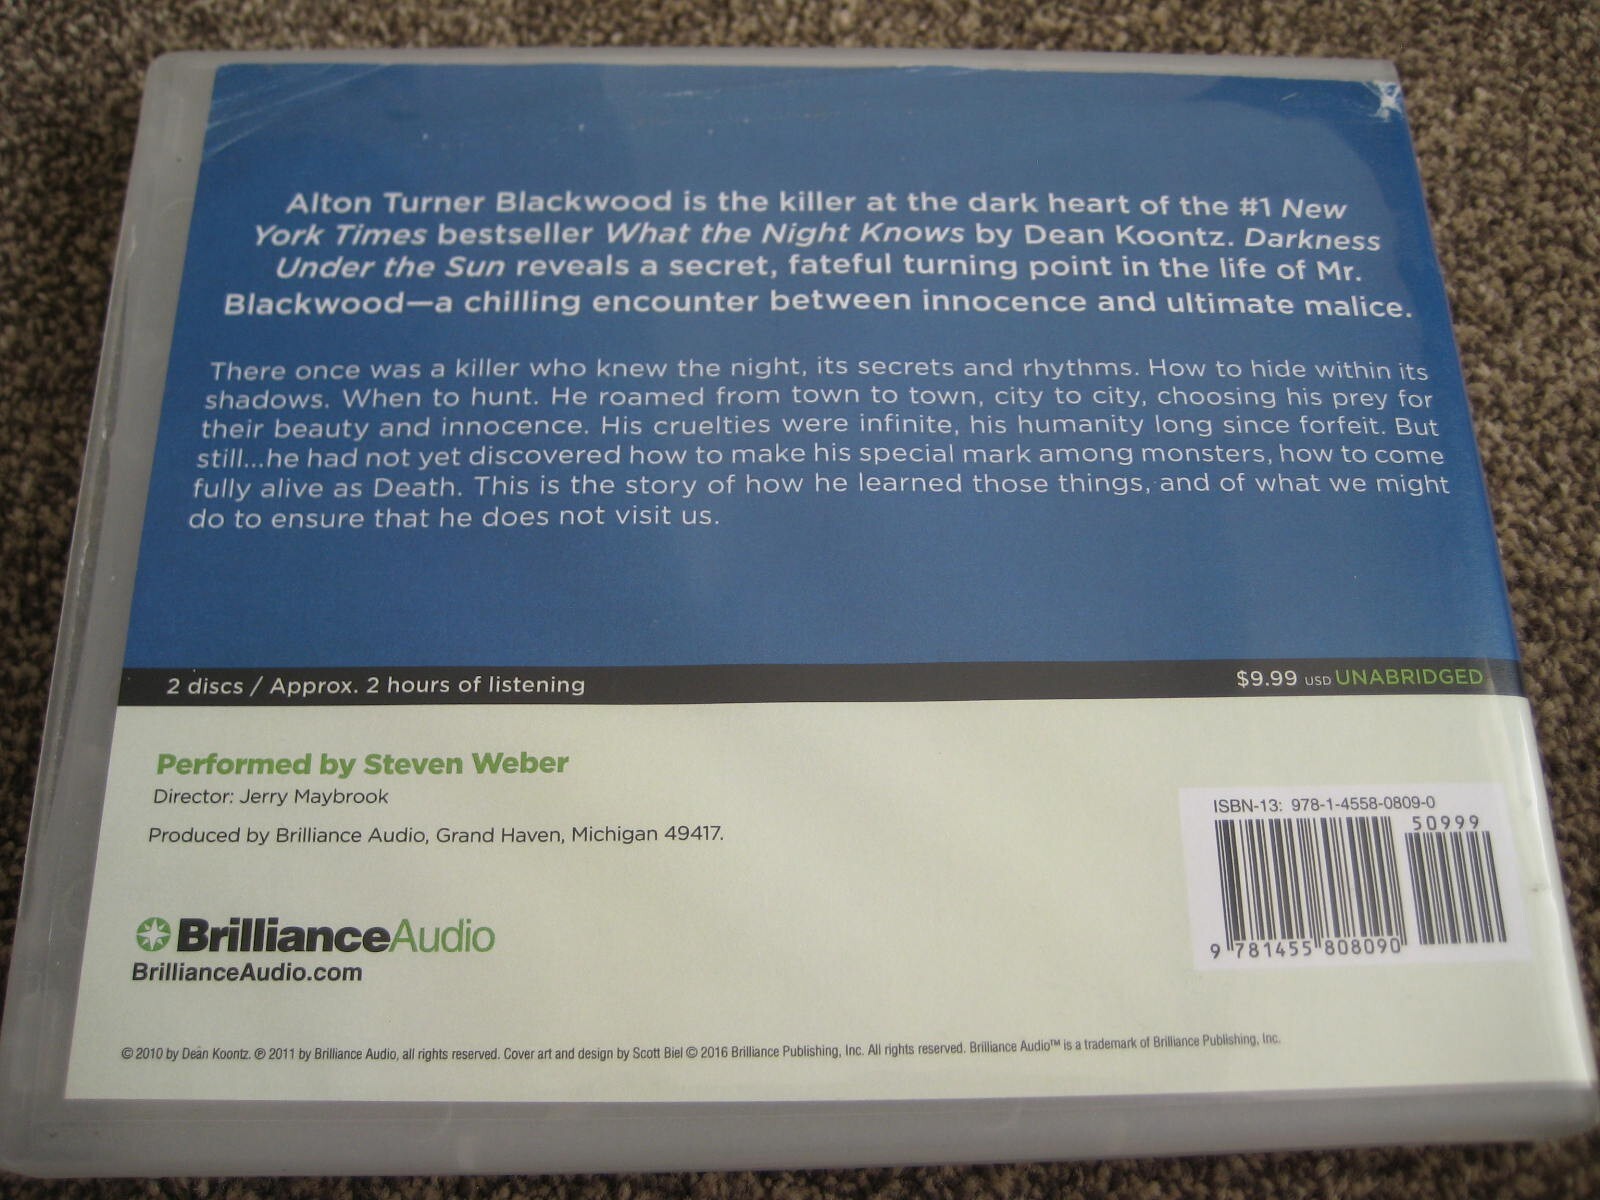 Alton Turner Blackwood is the killer at the dark heart of the #1 New
York Times bestseller What the Night Knows by Dean Koontz. Darkness
Under the Sun reveals a secret, fateful turning point in the life of Mr.
Blackwood—a chilling encounter between innocence and ultimate malice.
There once was a killer who knew the night, its secrets and rhythms. How to hide within its
shadows. When to hunt. He roamed from town to town, city to city, choosing his prey for
their beauty and innocence. His cruelties were infinite, his humanity long since forfeit. But
still...he had not yet discovered how to make his special mark among monsters, how to come
fully alive as Death. This is the story of how he learned those things, and of what we might
do to ensure that he does not visit us.
2 discs / Approx. 2 hours of listening
$9.99 USD UNABRIDGED
Performed by Steven Weber
Director: Jerry Maybrook
Produced by Brilliance Audio, Grand Haven, Michigan 49417.
BrillianceAudio
BrillianceAudio.com
ISBN-13: 978-1-4558-0809-0
50999
9 781455 808090
© 2010 by Dean Koontz. ℗ 2011 by Brilliance Audio, all rights reserved. Cover art and design by Scott Biel © 2016 Brilliance Publishing, Inc. All rights reserved. Brilliance Audio™ is a trademark of Brilliance Publishing, Inc.